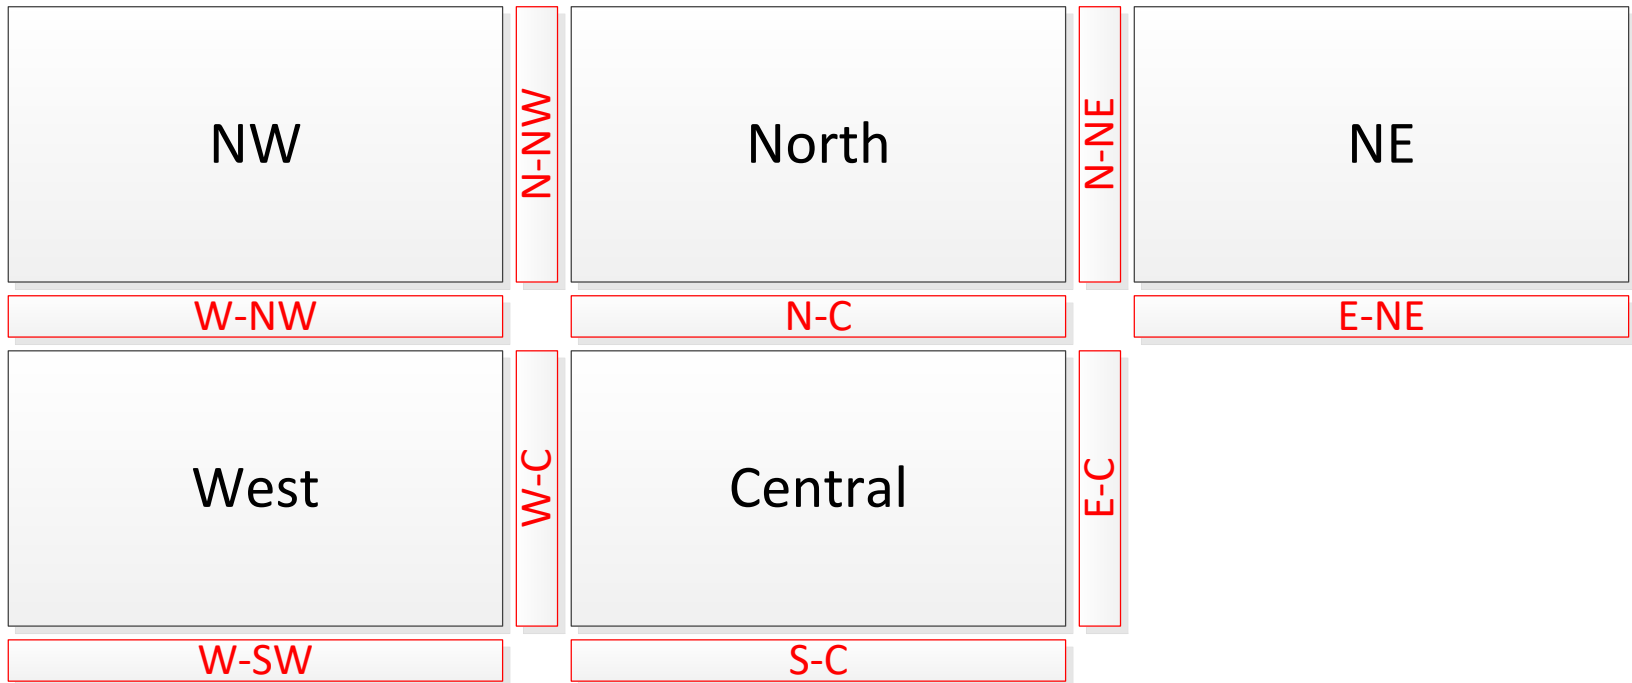 NW
N-NW
North
N-NE
NE
W-NW
N-C
E-NE
West
W-C
Central
E-C
W-SW
S-C